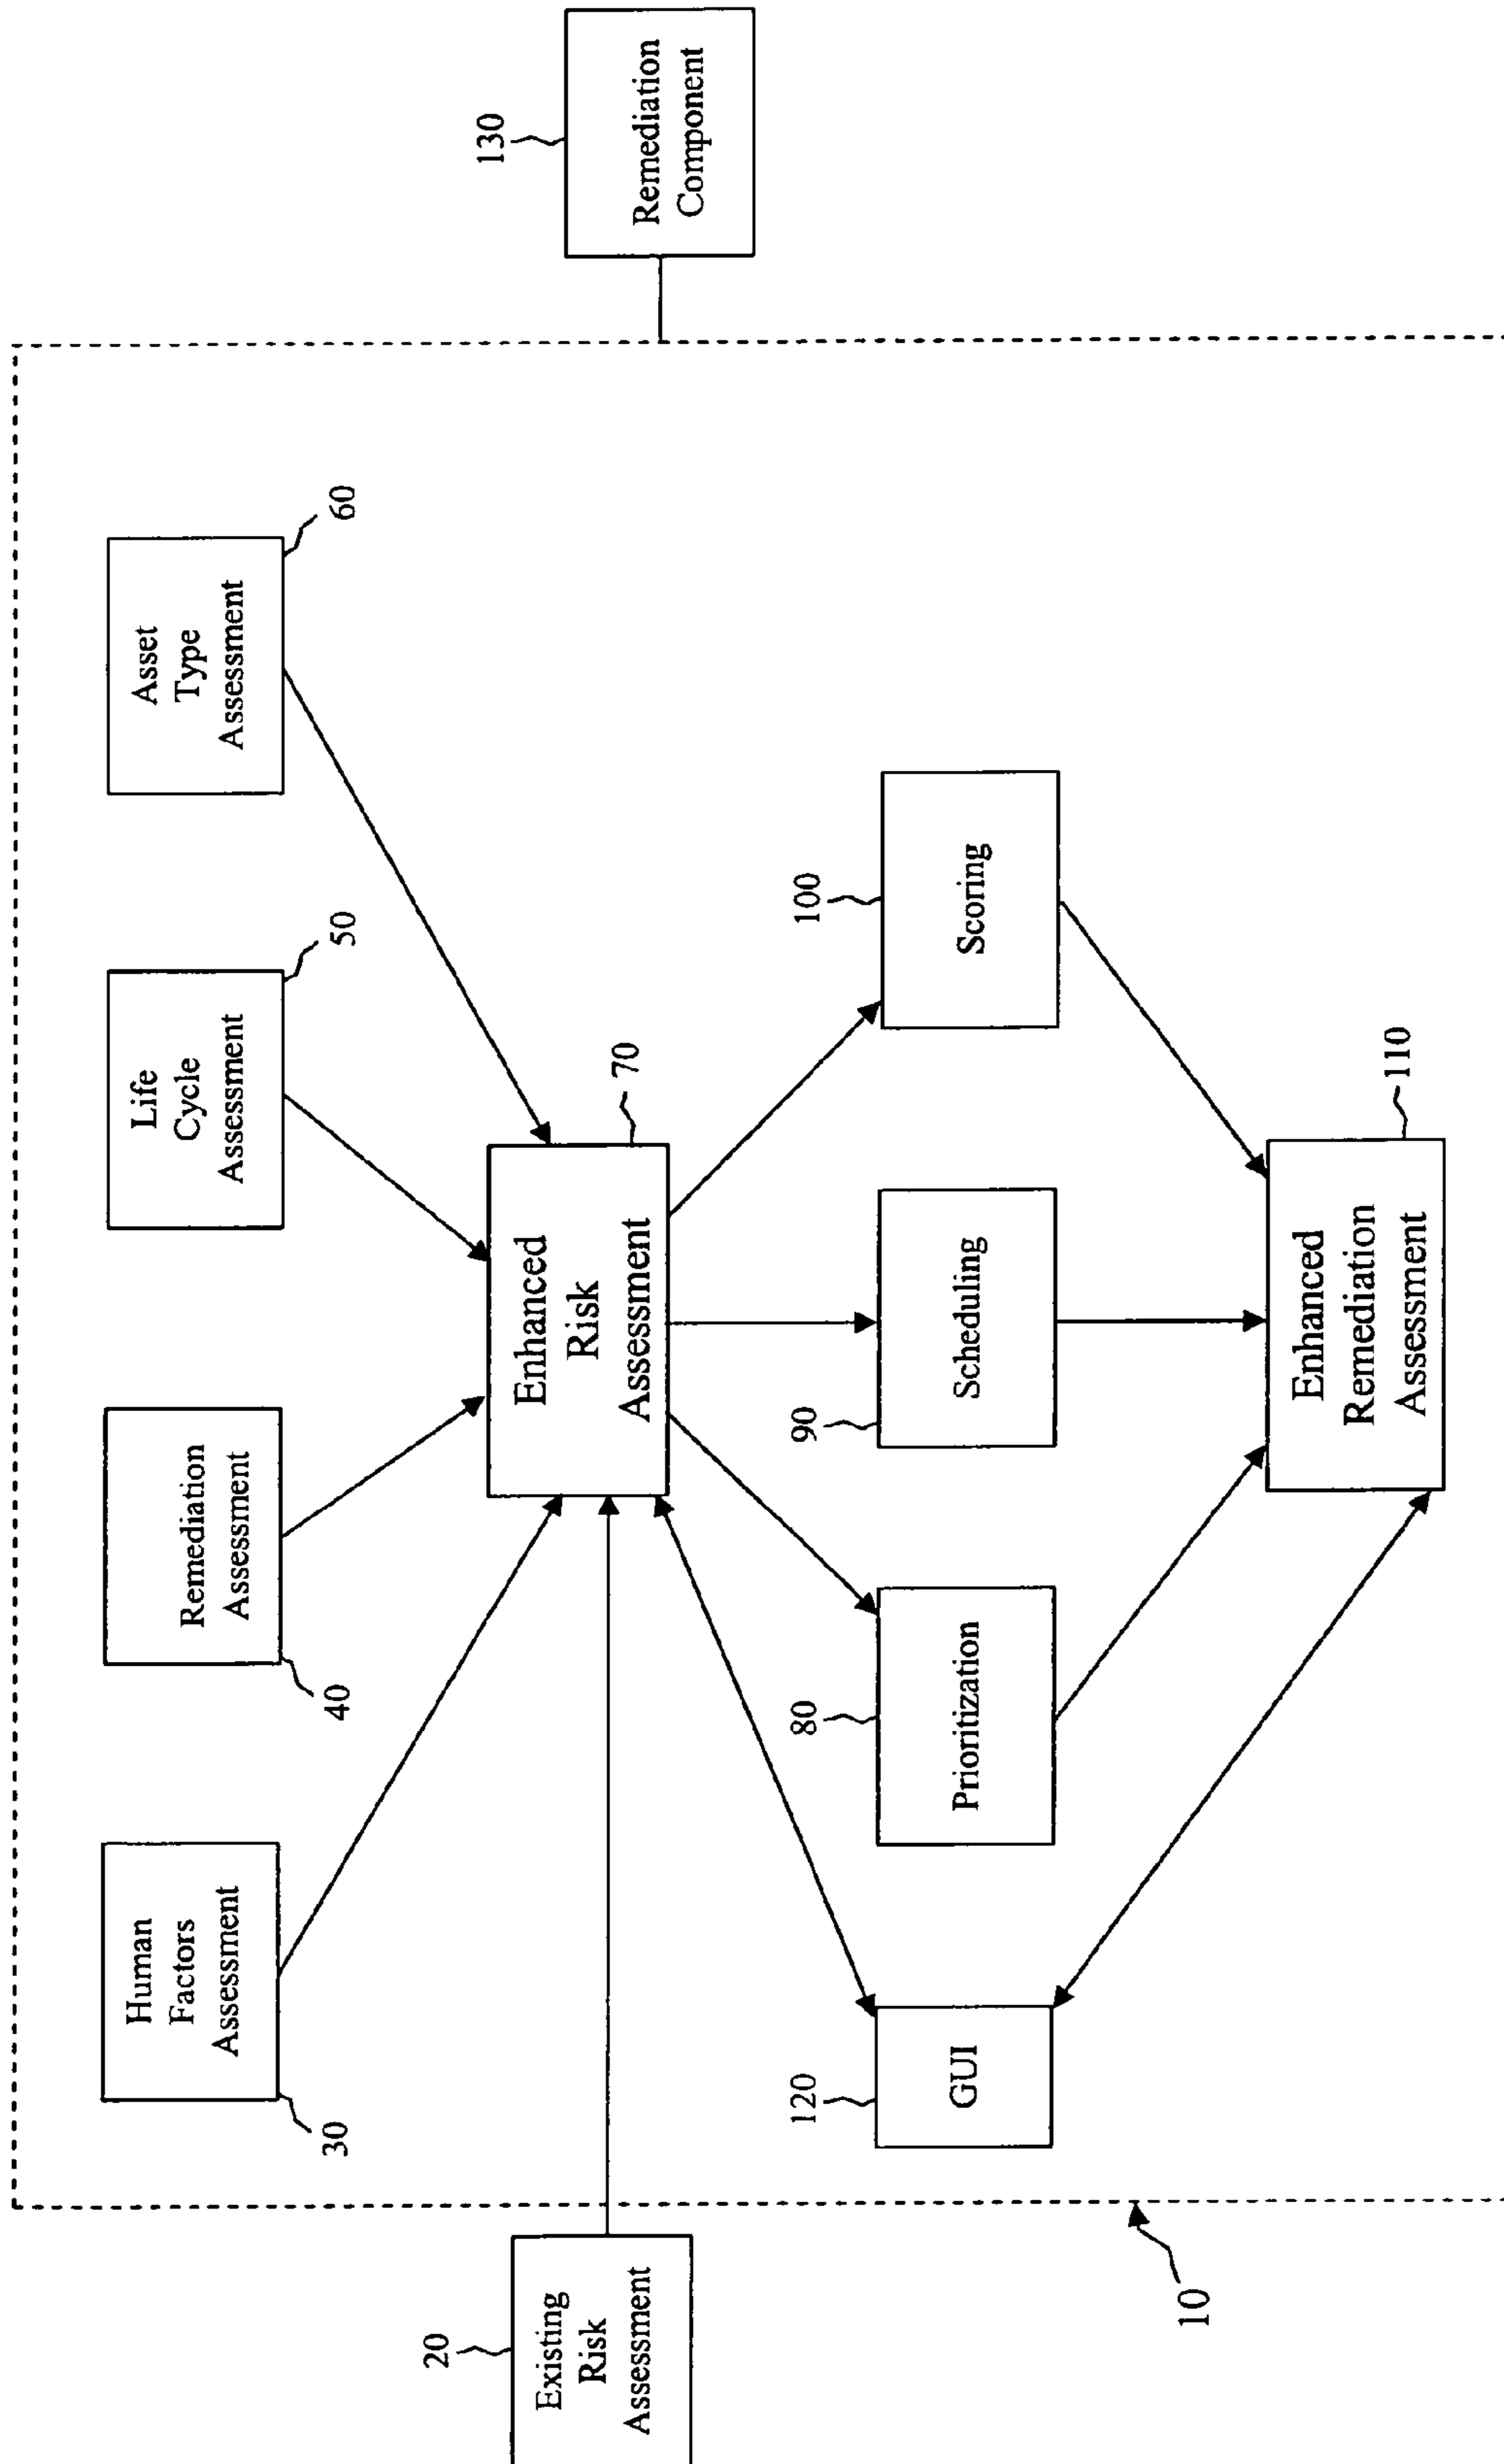 Human
Factors
Assessment
30
Remediation
Assessment
40
Life
Cycle
Assessment
50
Asset
Type
Assessment
60
20
Existing
Risk
Assessment
Enhanced
Risk
Assessment
70
130
Remediation
Component
120
GUI
80
Prioritization
90
Scheduling
100
Scoring
10
Enhanced
Remediation
Assessment
110